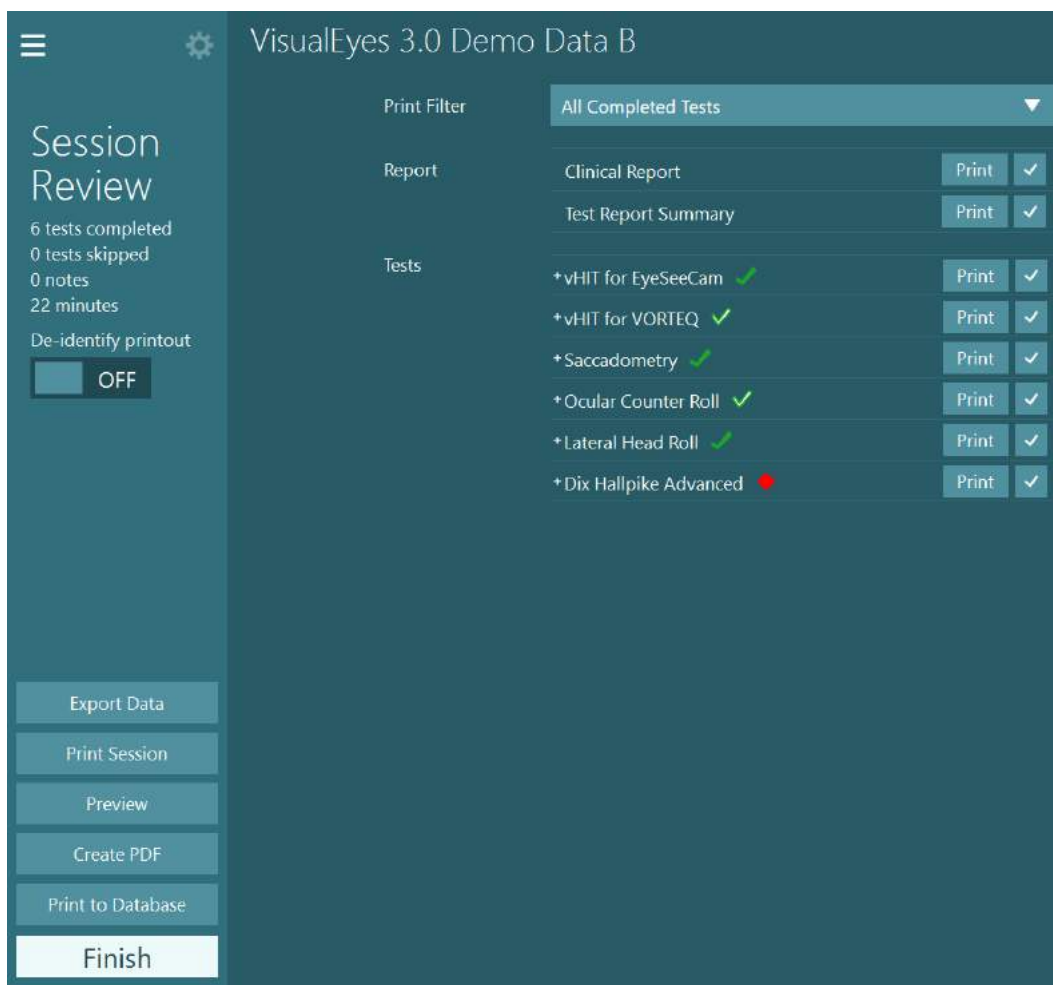 VisualEyes 3.0 Demo Data B
Session
Review
6 tests completed
0 tests skipped
0 notes
22 minutes
De-identify printout
OFF
Print Filter
All Completed Tests
Report
Clinical Report
Print
Test Report Summary
Print
Tests
+vHIT for EyeSeeCam
Print
+vHIT for VORTEQ
Print
+Saccadometry
Print
+Ocular Counter Roll
Print
+Lateral Head Roll
Print
+Dix Hallpike Advanced
Print
Export Data
Print Session
Preview
Create PDF
Print to Database
Finish